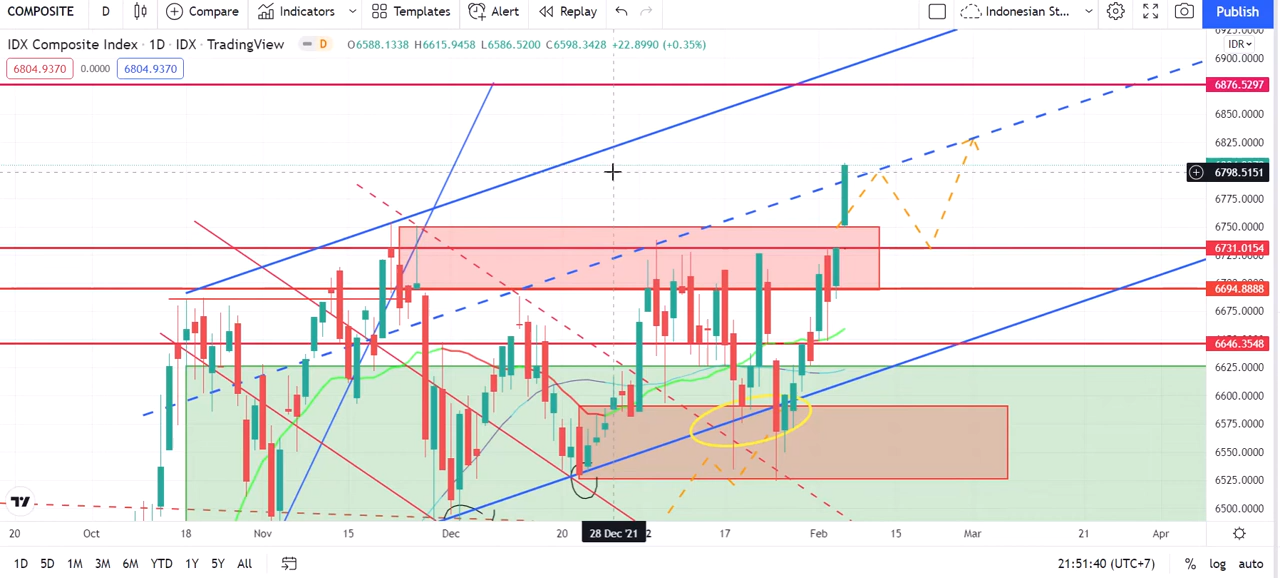 COMPOSITE D Compare Indicators Templates Alert Replay Indonesian St... Publish
IDX Composite Index · 1D · IDX · TradingView D O6588.1338 H6615.9458 L6586.5200 C6598.3428 +22.8990 (+0.35%)
6804.9370 0.0000 6804.9370
IDR
6900.0000
6876.5297
6850.0000
6825.0000
6798.5151
6775.0000
6750.0000
6731.0154
6694.8888
6675.0000
6646.3548
6625.0000
6600.0000
6575.0000
6550.0000
6525.0000
6500.0000
20 Oct 18 Nov 15 Dec 20 28 Dec '21 2 17 Feb 15 Mar 21 Apr
1D 5D 1M 3M 6M YTD 1Y 5Y All 21:51:40 (UTC+7) % log auto